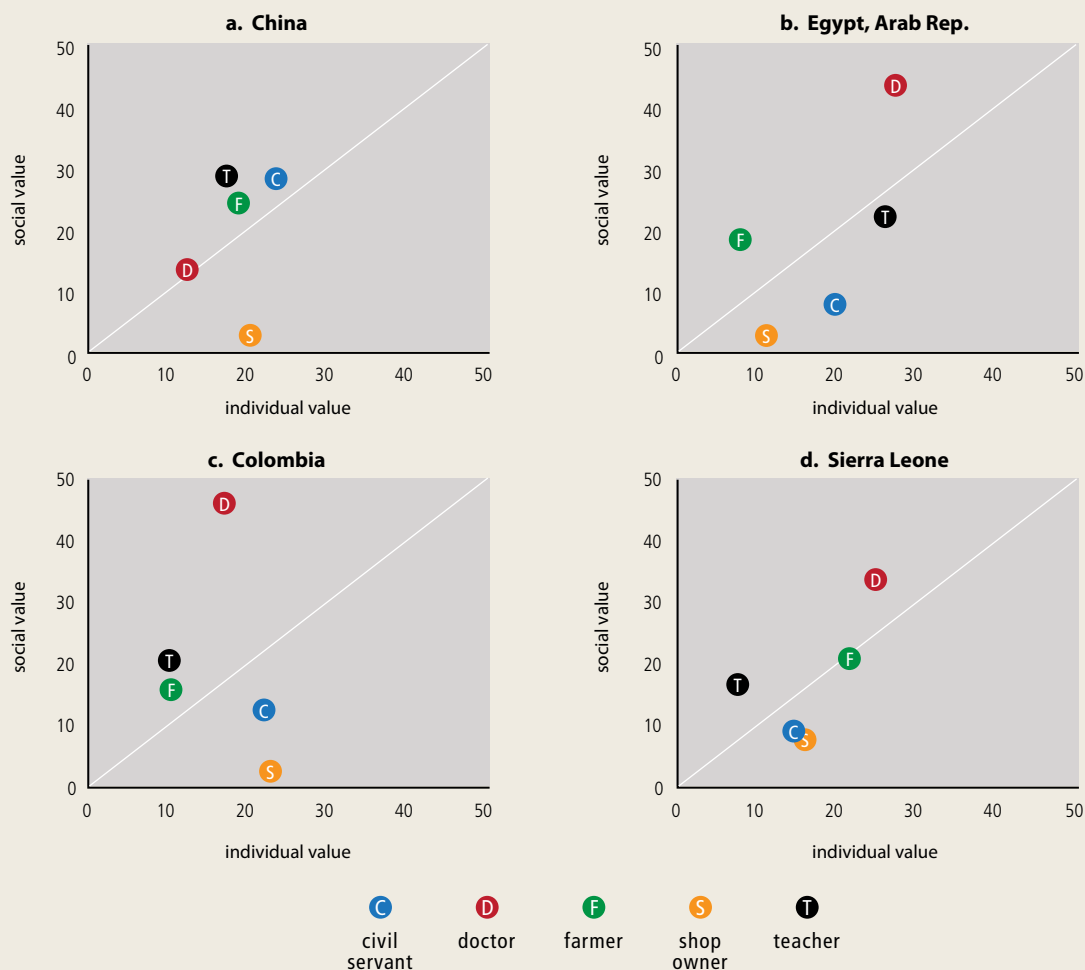 a. China
50
40
30
20
10
0
social value
T
C
F
D
S
0 10 20 30 40 50
individual value
b. Egypt, Arab Rep.
50
40
30
20
10
0
social value
D
T
F
C
S
0 10 20 30 40 50
individual value
c. Colombia
50
40
30
20
10
0
social value
D
T
F
C
S
0 10 20 30 40 50
individual value
d. Sierra Leone
50
40
30
20
10
0
social value
D
F
T
C
S
0 10 20 30 40 50
individual value
C D F S T
civil doctor farmer shop teacher
servant owner